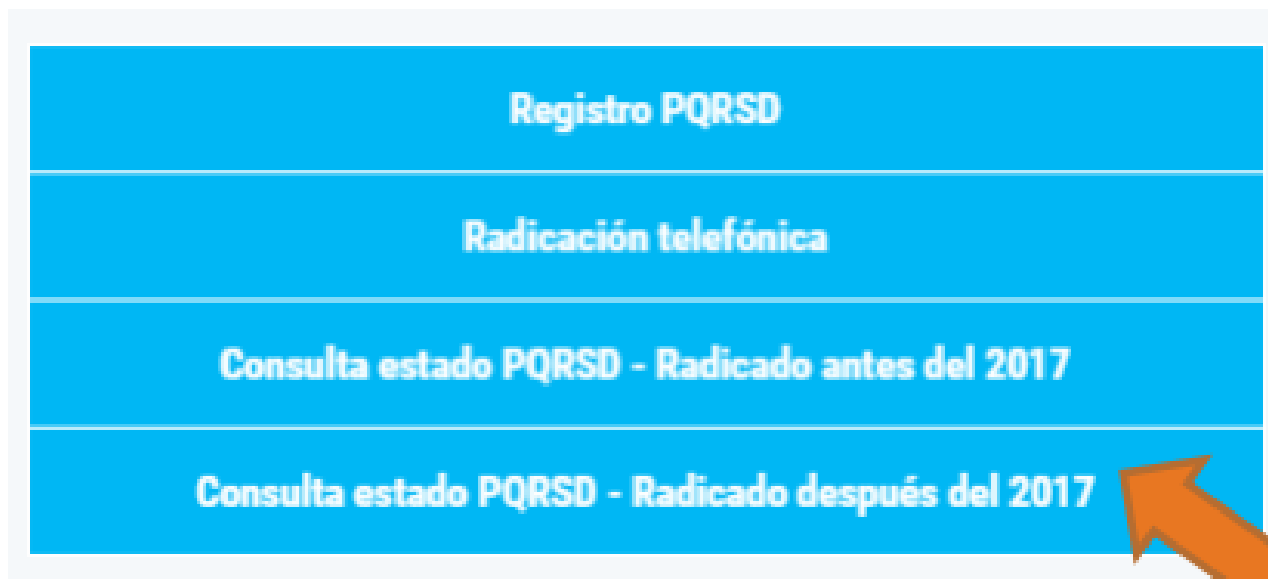 Registro PQRSD
Radicación telefónica
Consulta estado PQRSD - Radicado antes del 2017
Consulta estado PQRSD - Radicado después del 2017